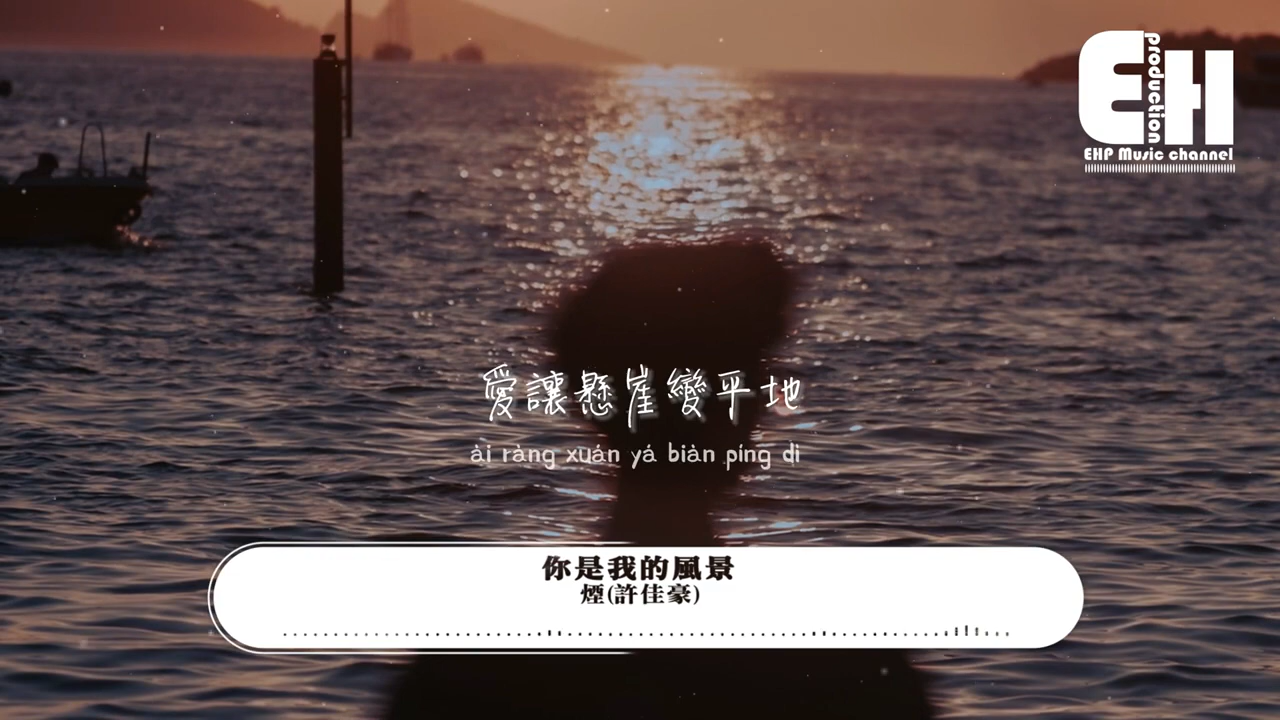 EH
production
EHP Music channel
愛讓懸崖變平地
ài ràng xuán yá biàn píng dì
你是我的風景
煙(許佳豪)